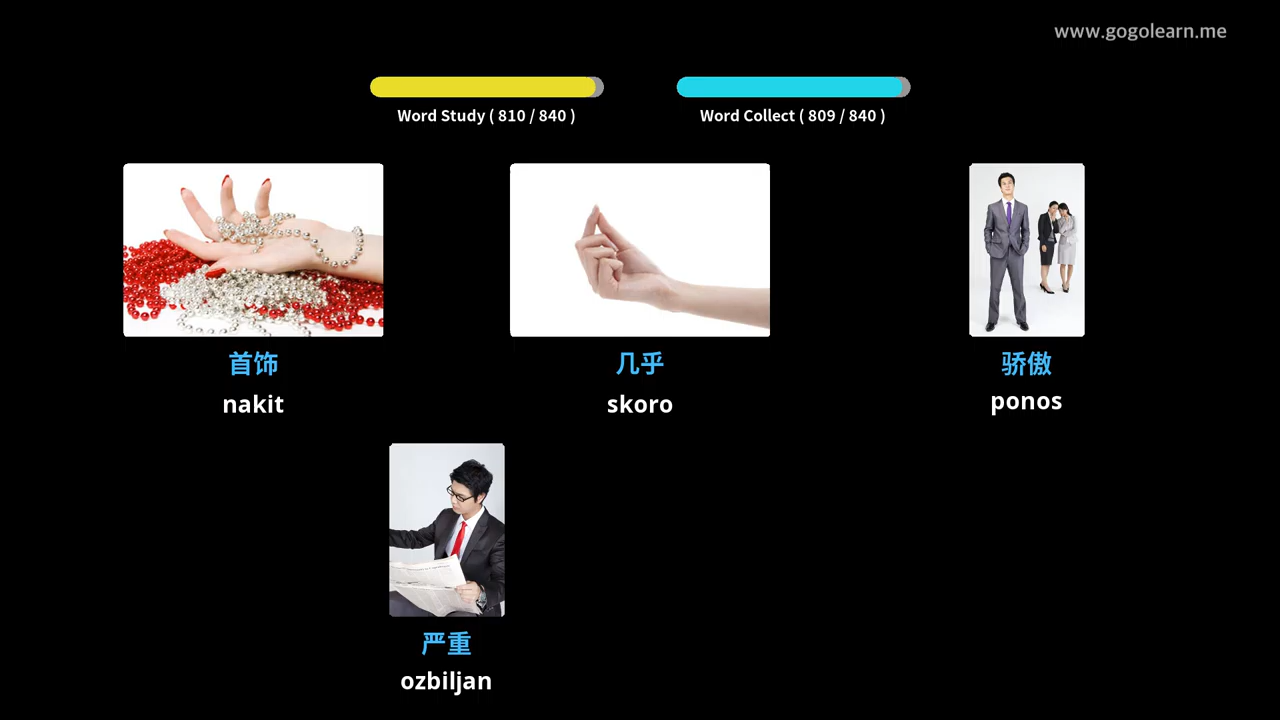 www.gogolearn.me
Word Study ( 810 / 840 )
Word Collect ( 809 / 840 )
首饰
nakit
几乎
skoro
骄傲
ponos
严重
ozbiljan